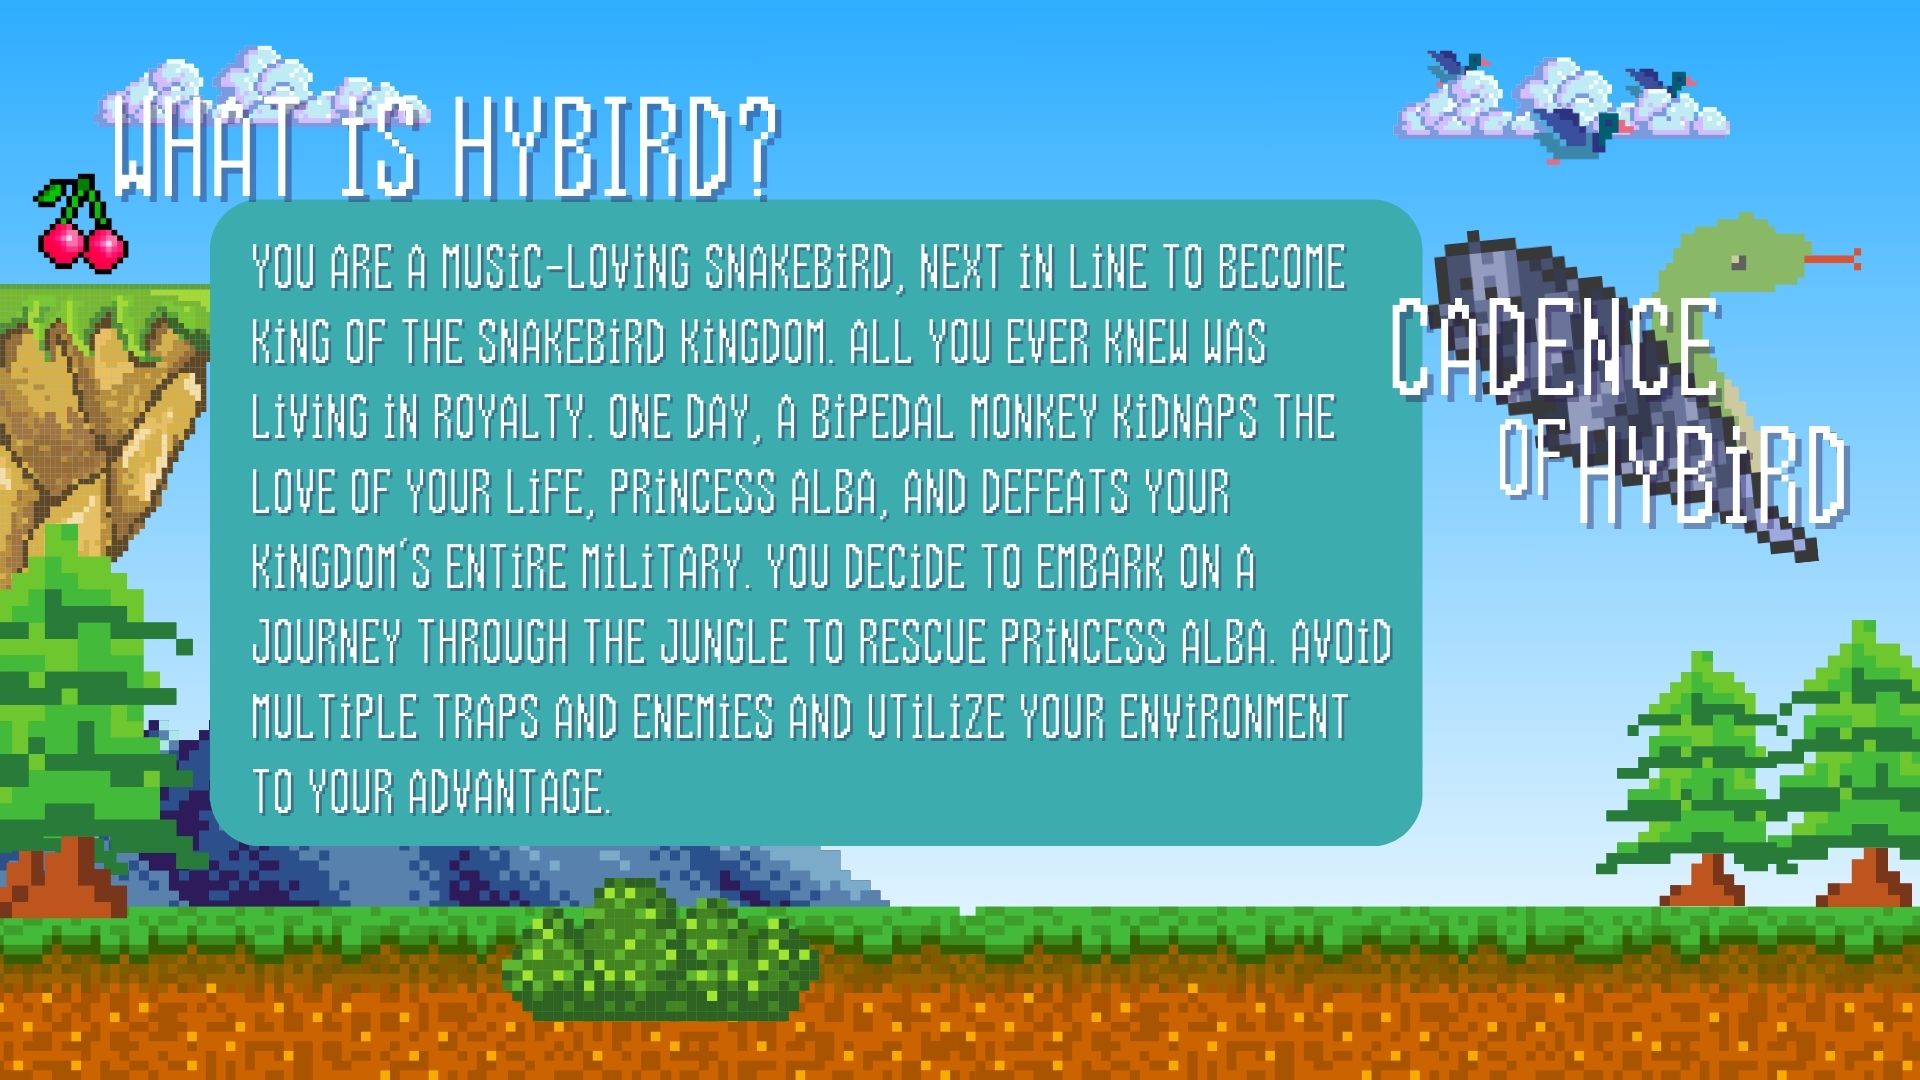 WHAT IS HYBIRD?
YOU ARE A MUSIC-LOVING SNAKEBIRD, NEXT IN LINE TO BECOME
KING OF THE SNAKEBIRD KINGDOM. ALL YOU EVER KNEW WAS
LIVING IN ROYALTY. ONE DAY, A BIPEDAL MONKEY KIDNAPS THE
LOVE OF YOUR LIFE, PRINCESS ALBA, AND DEFEATS YOUR
KINGDOM'S ENTIRE MILITARY. YOU DECIDE TO EMBARK ON A
JOURNEY THROUGH THE JUNGLE TO RESCUE PRINCESS ALBA. AVOID
MULTIPLE TRAPS AND ENEMIES AND UTILIZE YOUR ENVIRONMENT
TO YOUR ADVANTAGE.
CADENCE
OF HYBIRD